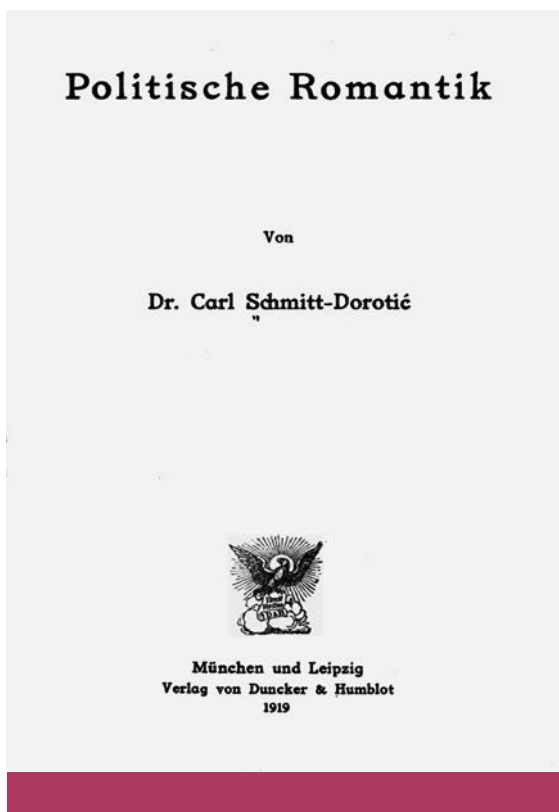 Politische Romantik
Von
Dr. Carl Schmitt-Dorotić
München und Leipzig
Verlag von Duncker & Humblot
1919